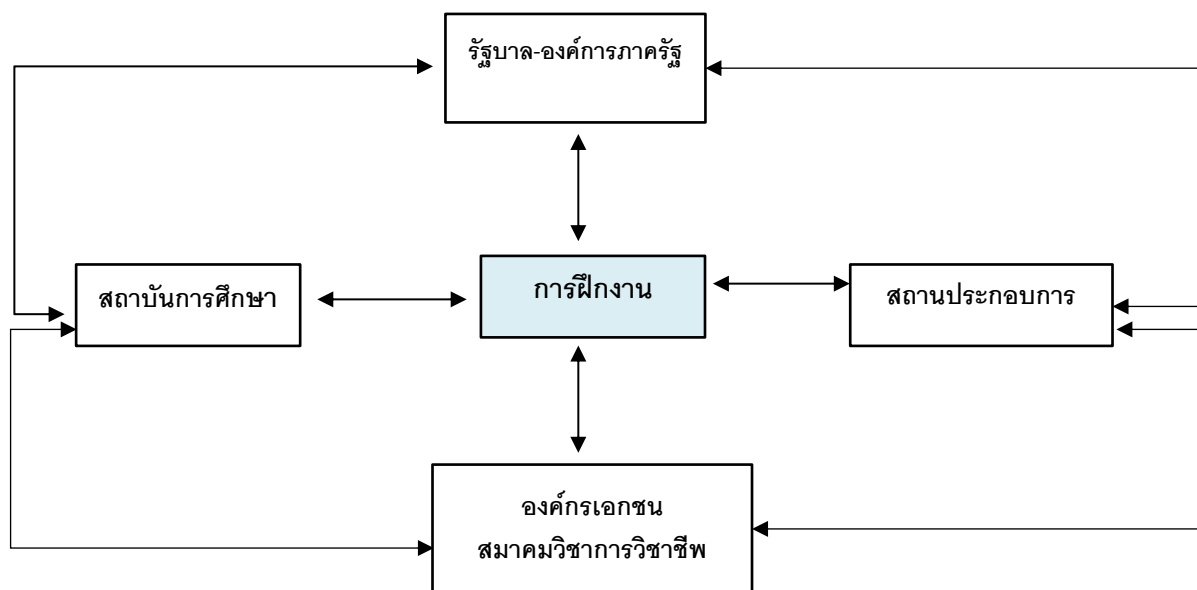 รัฐบาล-องค์การภาครัฐ
สถาบันการศึกษา
การฝึกงาน
สถานประกอบการ
องค์กรเอกชน
สมาคมวิชาการวิชาชีพ